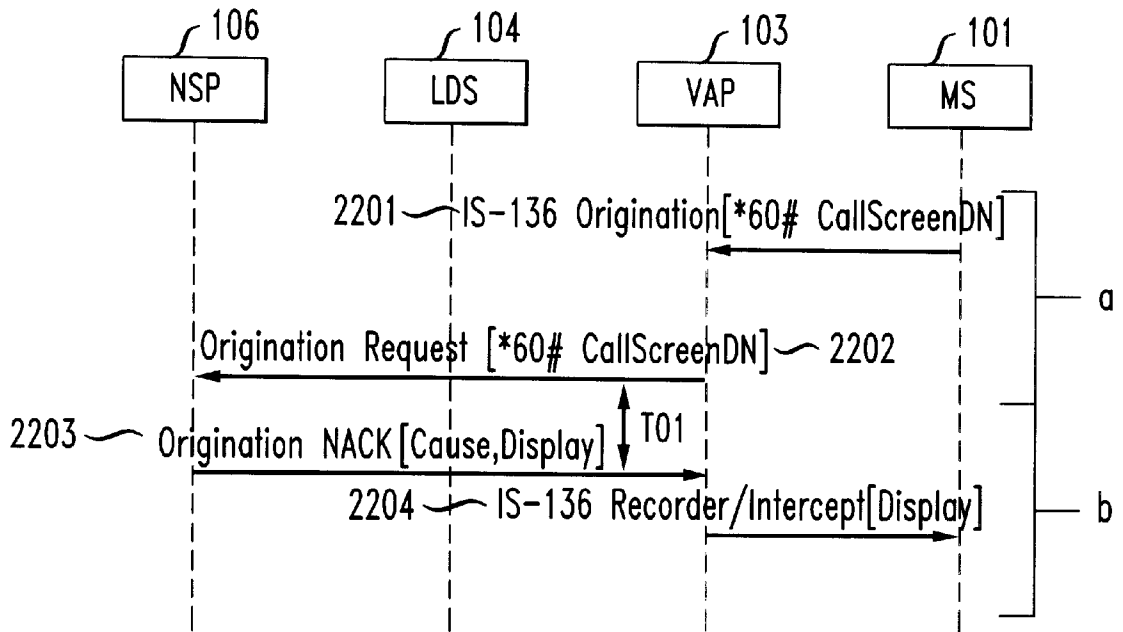 106 104 103 101
NSP LDS VAP MS
2201 IS-136 Origination[*60# CallScreenDN]
a
Origination Request [*60# CallScreenDN] 2202
T01
2203 Origination NACK[Cause,Display]
2204 IS-136 Recorder/Intercept[Display]
b